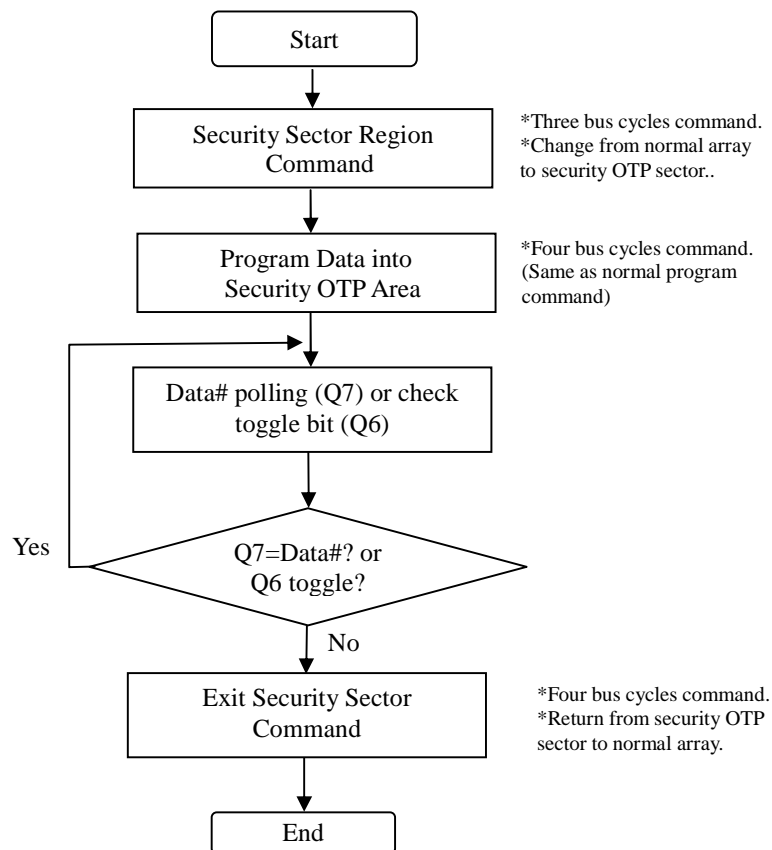 Start
Security Sector Region
Command
*Three bus cycles command.
*Change from normal array
to security OTP sector..
Program Data into
Security OTP Area
*Four bus cycles command.
(Same as normal program
command)
Data# polling (Q7) or check
toggle bit (Q6)
Yes
Q7=Data#? or
Q6 toggle?
No
Exit Security Sector
Command
*Four bus cycles command.
*Return from security OTP
sector to normal array.
End